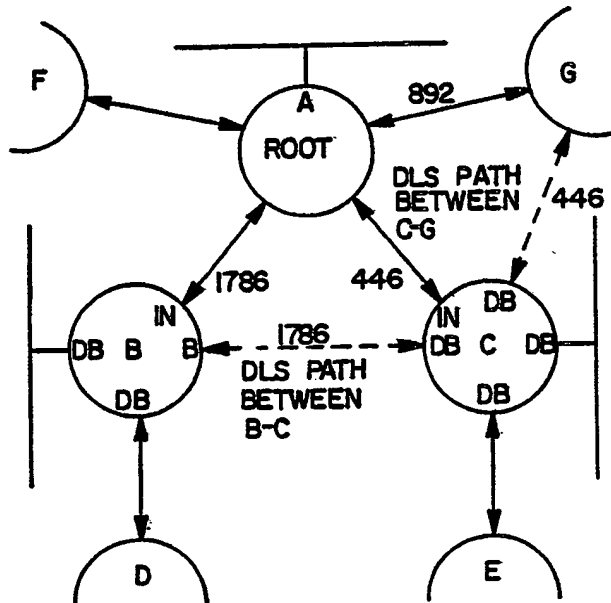 F
A
ROOT
892
G
DLS PATH
BETWEEN
C-G
446
1786
446
IN
DB B B
DB
1786
DLS PATH
BETWEEN
B-C
DB
IN
DB C DB
DB
D
E